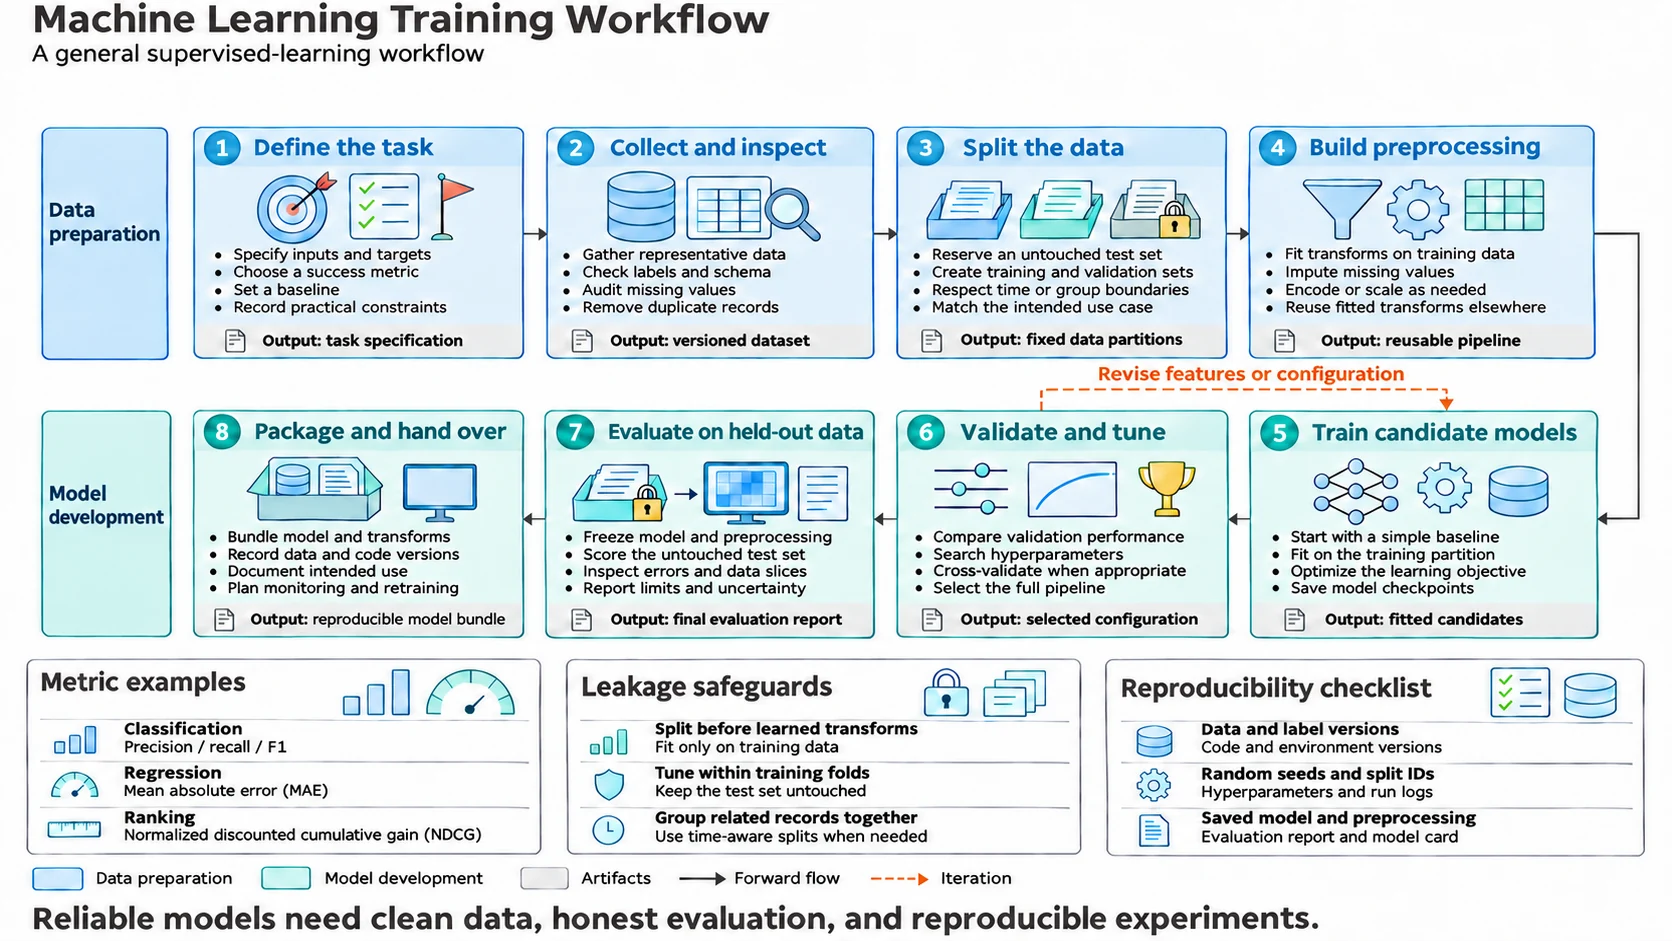 Machine Learning Training Workflow
A general supervised-learning workflow
Data
preparation
1 Define the task
Specify inputs and targets
Choose a success metric
Set a baseline
Record practical constraints
Output: task specification
2 Collect and inspect
Gather representative data
Check labels and schema
Audit missing values
Remove duplicate records
Output: versioned dataset
3 Split the data
Reserve an untouched test set
Create training and validation sets
Respect time or group boundaries
Match the intended use case
Output: fixed data partitions
4 Build preprocessing
Fit transforms on training data
Impute missing values
Encode or scale as needed
Reuse fitted transforms elsewhere
Output: reusable pipeline
Revise features or configuration
Model
development
8 Package and hand over
Bundle model and transforms
Record data and code versions
Document intended use
Plan monitoring and retraining
Output: reproducible model bundle
7 Evaluate on held-out data
Freeze model and preprocessing
Score the untouched test set
Inspect errors and data slices
Report limits and uncertainty
Output: final evaluation report
6 Validate and tune
Compare validation performance
Search hyperparameters
Cross-validate when appropriate
Select the full pipeline
Output: selected configuration
5 Train candidate models
Start with a simple baseline
Fit on the training partition
Optimize the learning objective
Save model checkpoints
Output: fitted candidates
Metric examples
Classification
Precision / recall / F1
Regression
Mean absolute error (MAE)
Ranking
Normalized discounted cumulative gain (NDCG)
Leakage safeguards
Split before learned transforms
Fit only on training data
Tune within training folds
Keep the test set untouched
Group related records together
Use time-aware splits when needed
Reproducibility checklist
Data and label versions
Code and environment versions
Random seeds and split IDs
Hyperparameters and run logs
Saved model and preprocessing
Evaluation report and model card
Data preparation
Model development
Artifacts
Forward flow
Iteration
Reliable models need clean data, honest evaluation, and reproducible experiments.